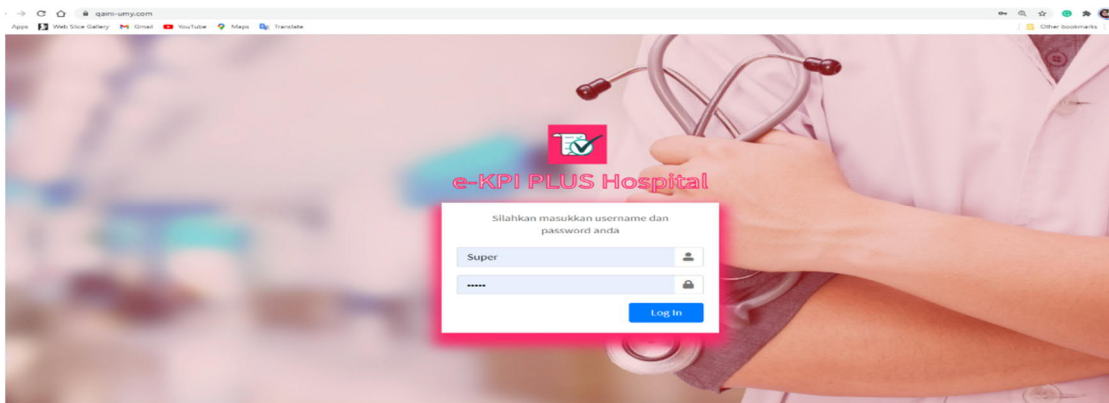 qaini-umy.com
Apps Web Slice Gallery Gmail YouTube Maps Translate Other bookmarks
e-KPI PLUS Hospital
Silahkan masukkan username dan
password anda
Super
•••••
Log In